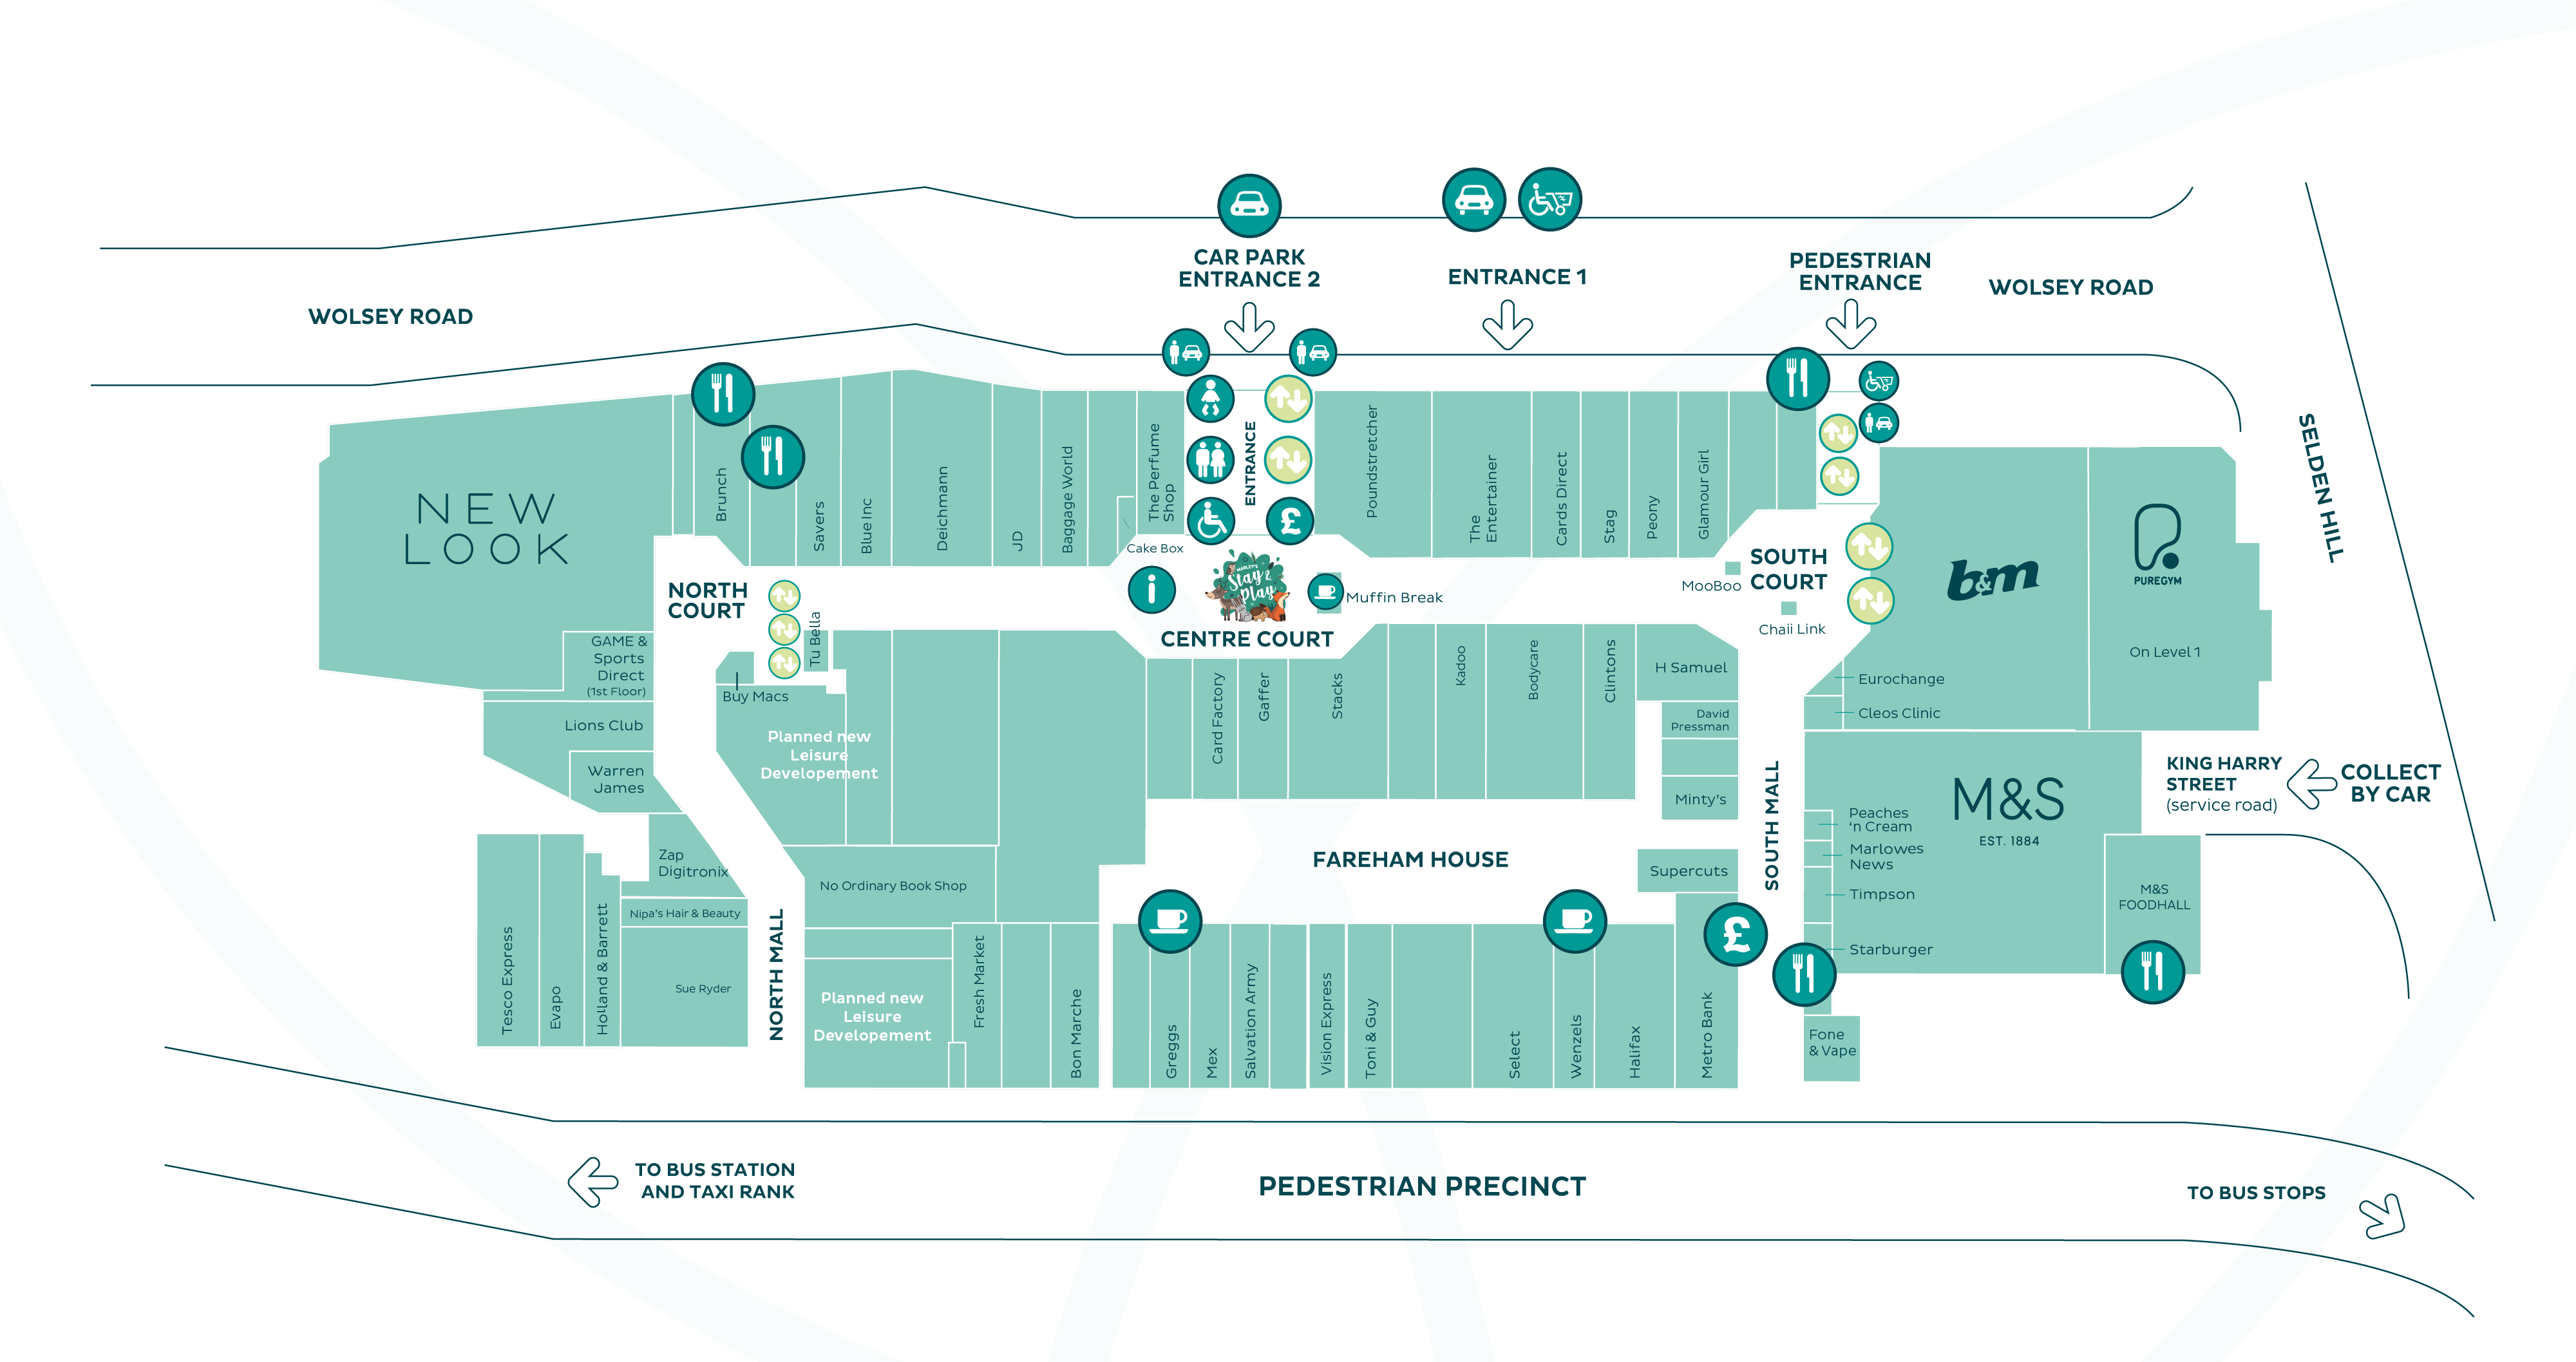 CAR PARK
ENTRANCE 2
ENTRANCE 1
PEDESTRIAN
ENTRANCE
WOLSEY ROAD
WOLSEY ROAD
SELDEN HILL
NEW
LOOK
Brunch
Savers
Blue Inc
Deichmann
JD
Baggage World
The Perfume
Shop
Cake Box
ENTRANCE
£
Poundstretcher
The
Entertainer
Cards Direct
Stag
Peony
Glamour Girl
MooBoo
SOUTH
COURT
Chaii Link
b&m
PUREGYM
On Level 1
NORTH
COURT
Tu Bella
i
MARLEY'S
Stay &
Play
Muffin Break
CENTRE COURT
GAME &
Sports
Direct
(1st Floor)
Lions Club
Warren
James
Buy Macs
Planned new
Leisure
Developement
Card Factory
Gaffer
Stacks
Kadoo
Bodycare
Clintons
H Samuel
David
Pressman
Minty's
Eurochange
Cleos Clinic
SOUTH MALL
M&S
EST. 1884
KING HARRY
STREET
(service road)
COLLECT
BY CAR
Peaches
'n Cream
Marlowes
News
Timpson
Starburger
M&S
FOODHALL
Zap
Digitronix
Nipa's Hair & Beauty
Sue Ryder
Tesco Express
Evapo
Holland & Barrett
NORTH MALL
No Ordinary Book Shop
Planned new
Leisure
Developement
Fresh Market
Bon Marche
FAREHAM HOUSE
Supercuts
Greggs
Mex
Salvation Army
Vision Express
Toni & Guy
Select
Wenzels
Halifax
Metro Bank
£
Fone
& Vape
TO BUS STATION
AND TAXI RANK
PEDESTRIAN PRECINCT
TO BUS STOPS